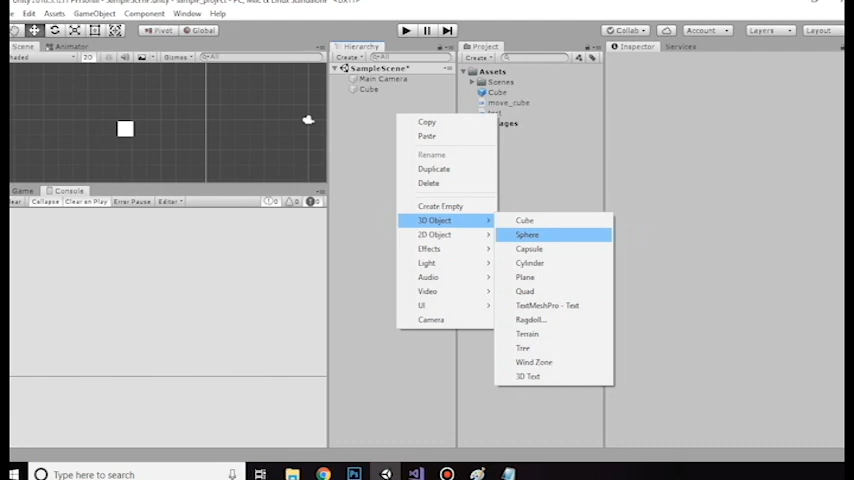 Edit Assets GameObject Component Window Help
Pivot Global Collab Account Layers Layout
Scene Animator
2D Gizmos All
Hierarchy
Create All
SampleScene*
Main Camera
Cube
Project
Create
Assets
Scenes
Cube
move_cube
Inspector Services
Game Console
Collapse Clear on Play Error Pause Editor 0 0 0
Copy
Paste
Rename
Duplicate
Delete
Create Empty
3D Object
2D Object
Effects
Light
Audio
Video
UI
Camera
Cube
Sphere
Capsule
Cylinder
Plane
Quad
TextMeshPro - Text
Ragdoll...
Terrain
Tree
Wind Zone
3D Text
Type here to search